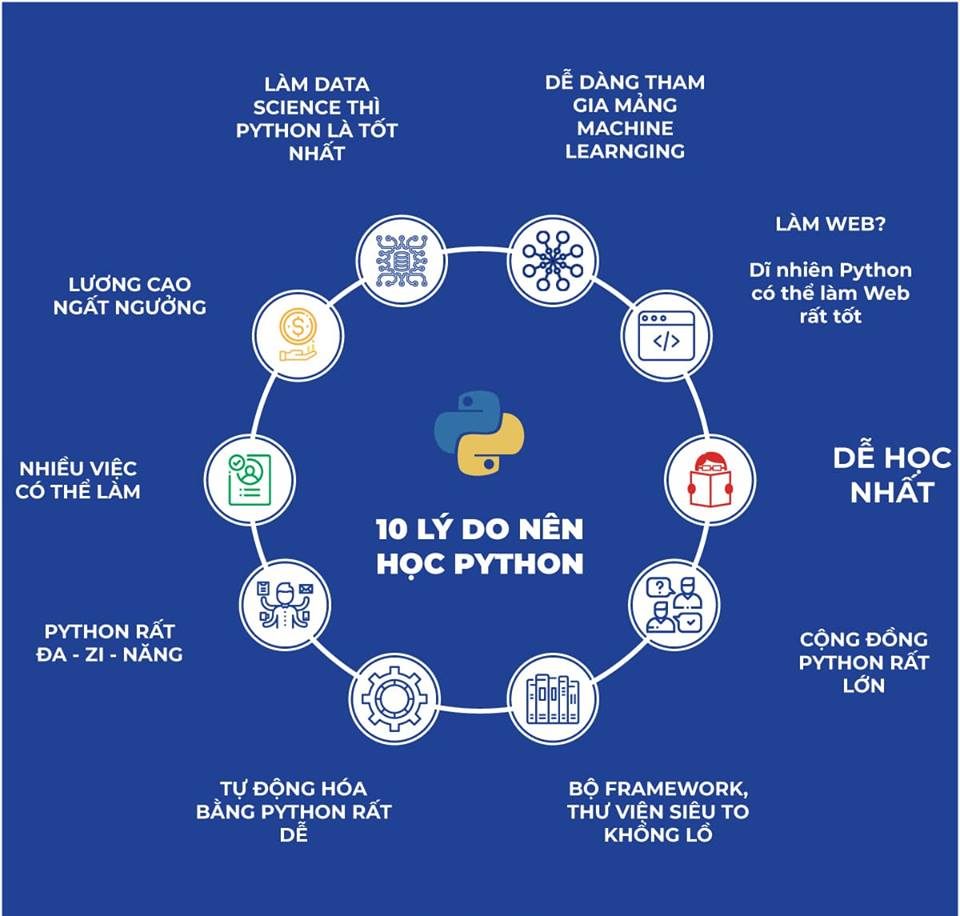 LÀM DATA
SCIENCE THÌ
PYTHON LÀ TỐT
NHẤT
DỄ DÀNG THAM
GIA MẢNG
MACHINE
LEARNGING
LÀM WEB?
Dĩ nhiên Python
có thể làm Web
rất tốt
LƯƠNG CAO
NGẤT NGƯỞNG
DỄ HỌC
NHẤT
NHIỀU VIỆC
CÓ THỂ LÀM
10 LÝ DO NÊN
HỌC PYTHON
PYTHON RẤT
ĐA - ZI - NĂNG
CỘNG ĐỒNG
PYTHON RẤT
LỚN
TỰ ĐỘNG HÓA
BẰNG PYTHON RẤT
DỄ
BỘ FRAMEWORK,
THƯ VIỆN SIÊU TO
KHỔNG LỒ